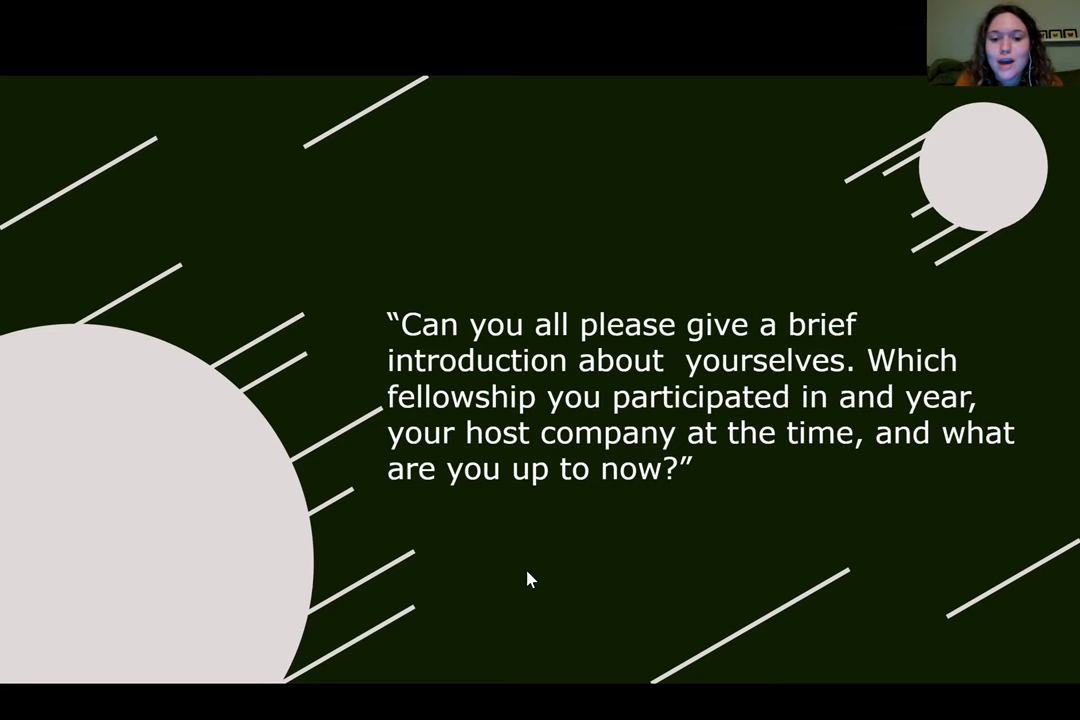 “Can you all please give a brief
introduction about  yourselves. Which
fellowship you participated in and year,
your host company at the time, and what
are you up to now?”